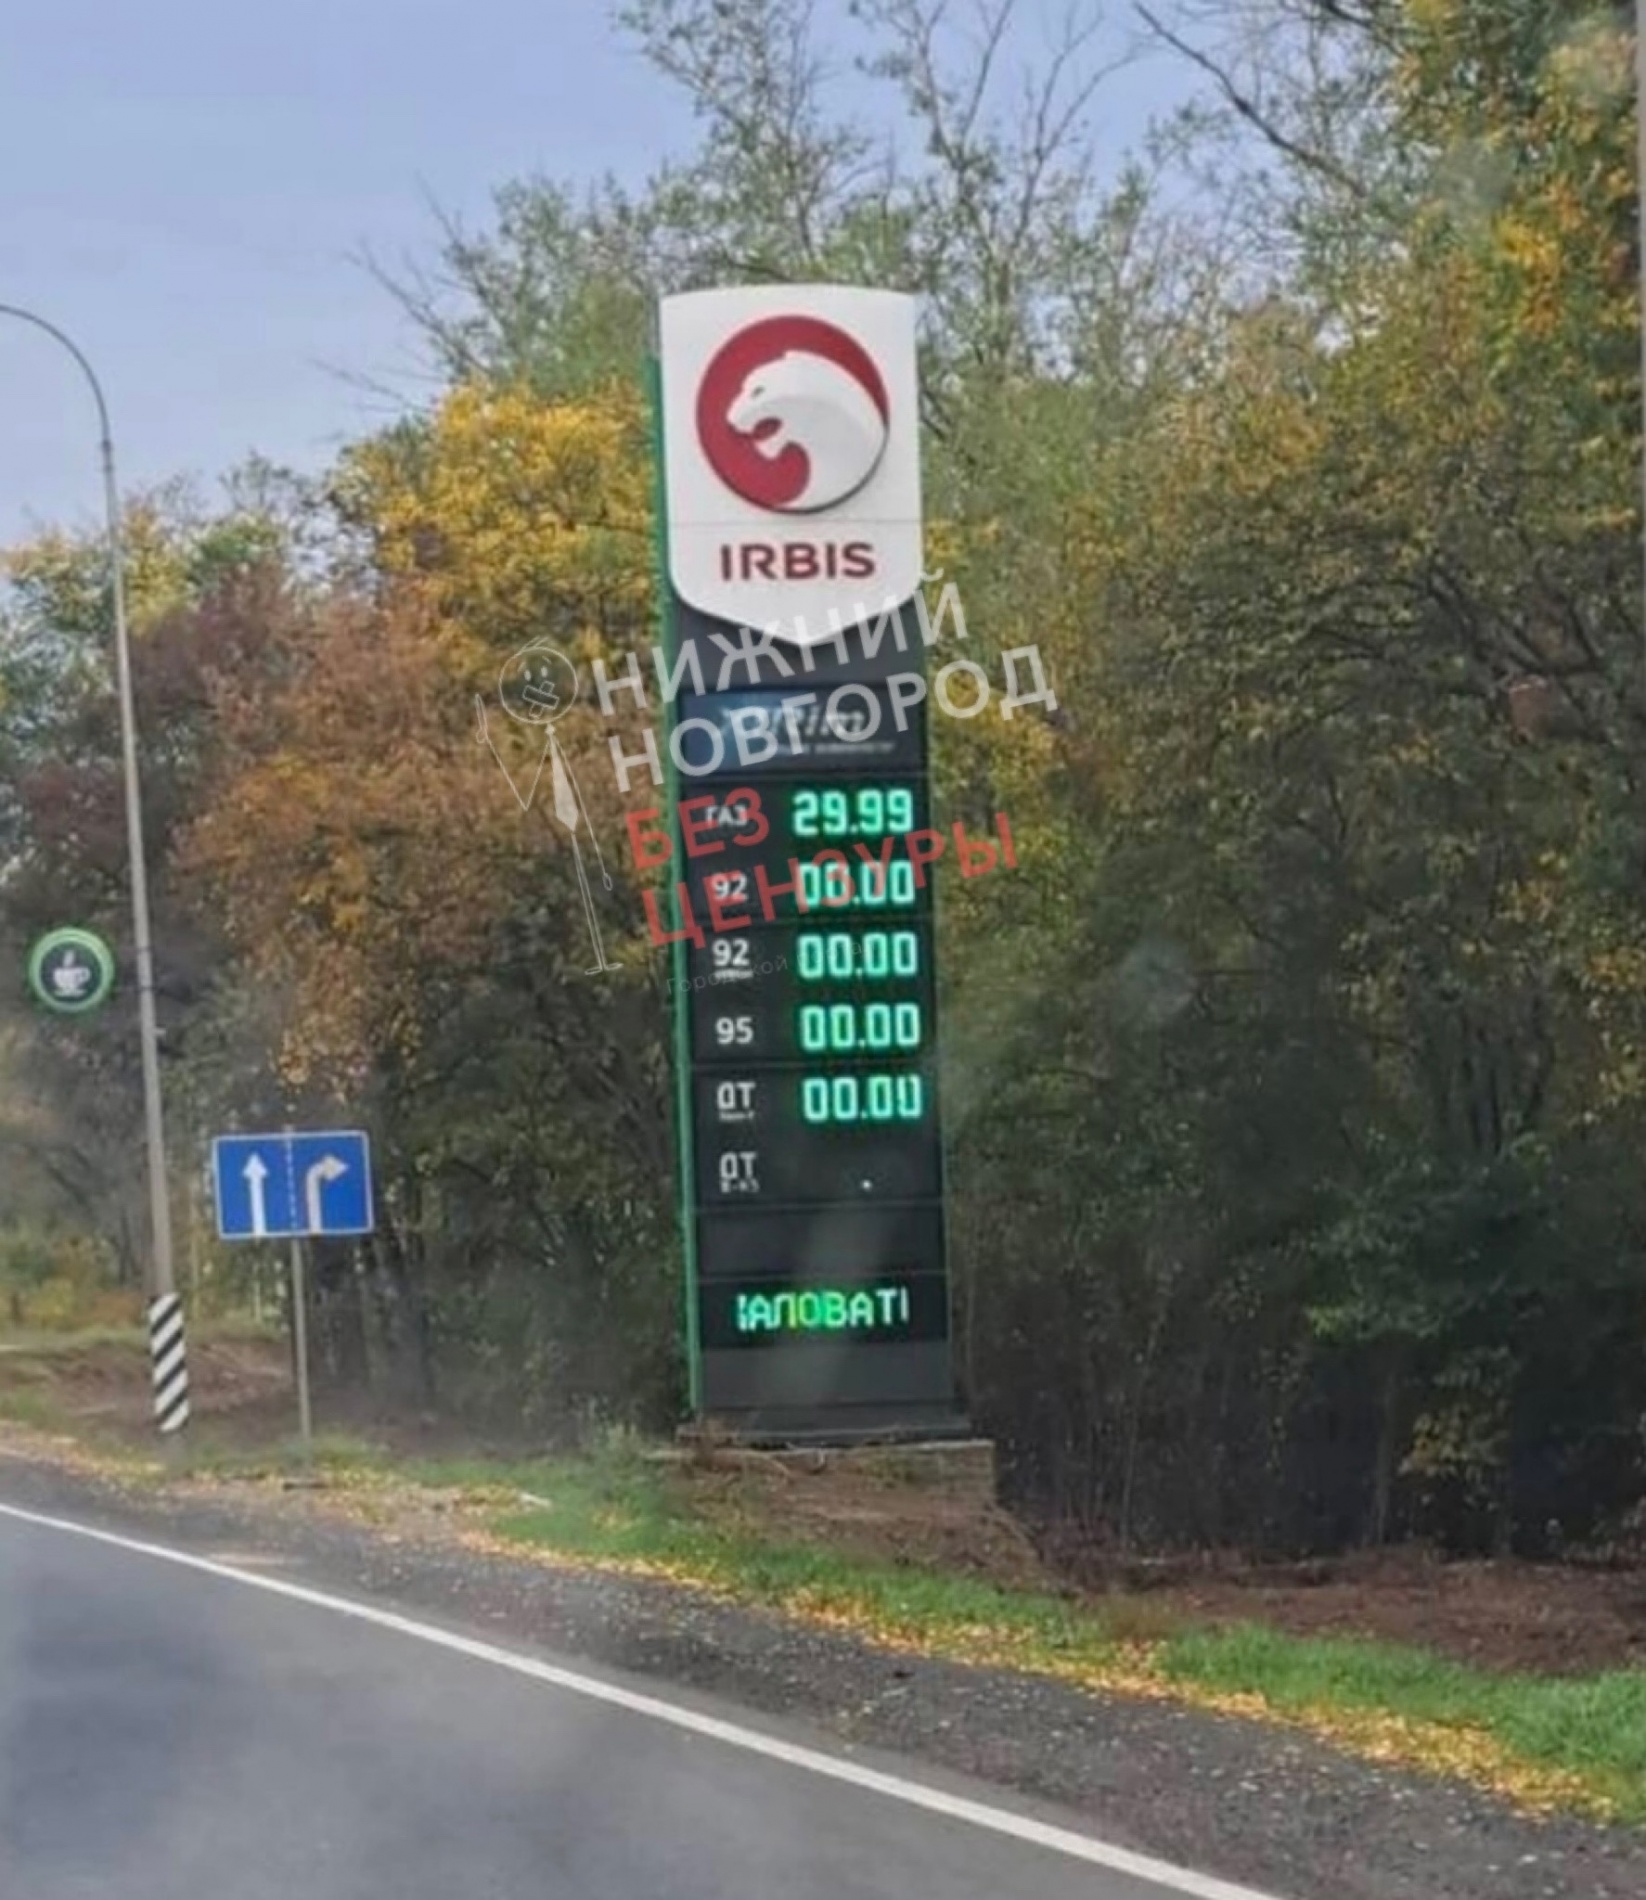 IRBIS
НИЖНИЙ
НОВГОРОД
БЕЗ
ЦЕНЗУРЫ
ГАЗ 29.99
92 00.00
92 00.00
95 00.00
ДТ 00.00
ДТ
АЛОВАТ